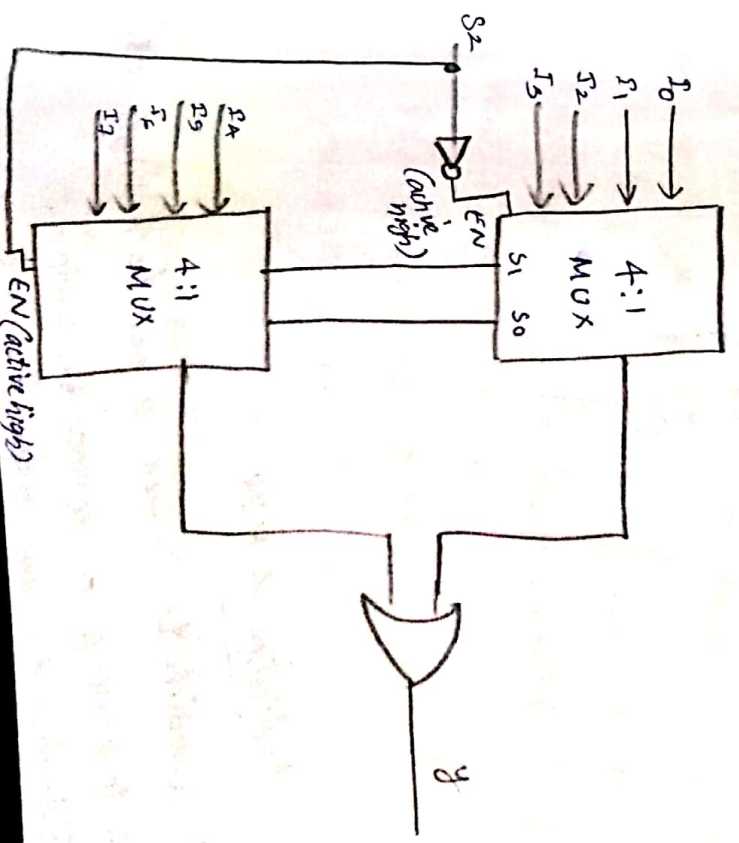 I0
I1
4:1
I2
MUX
I3
S1 S0
EN
S2
(active
high)
y
I4
I5
4:1
I6
MUX
I7
EN (active high)